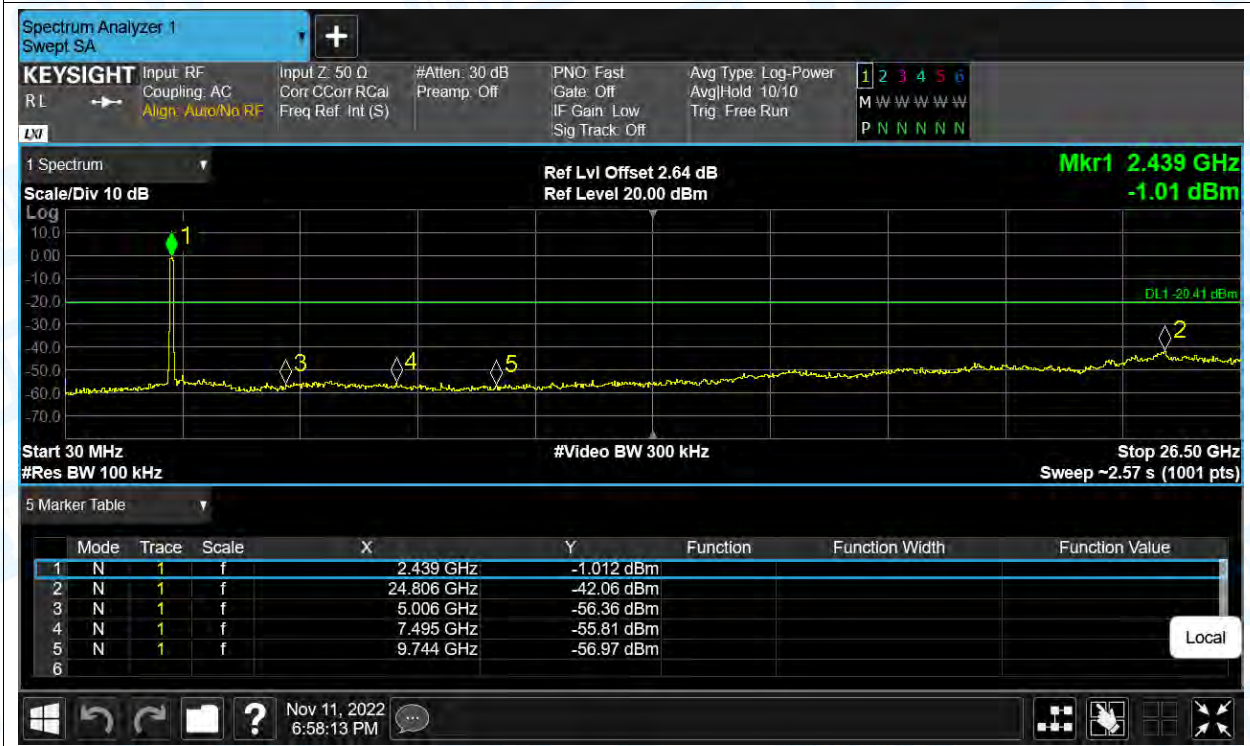 Spectrum Analyzer 1
Swept SA
+
KEYSIGHT
RL
LXI
Input: RF
Coupling: AC
Align: Auto/No RF
Input Z: 50 Ω
Corr CCorr RCal
Freq Ref: Int (S)
#Atten: 30 dB
Preamp: Off
PNO: Fast
Gate: Off
IF Gain: Low
Sig Track: Off
Avg Type: Log-Power
Avg|Hold: 10/10
Trig: Free Run
1 2 3 4 5 6
M W W W W W
P N N N N N
1 Spectrum
Scale/Div 10 dB
Ref Lvl Offset 2.64 dB
Ref Level 20.00 dBm
Mkr1 2.439 GHz
-1.01 dBm
Log
10.0
0.00
-10.0
-20.0
-30.0
-40.0
-50.0
-60.0
-70.0
1
DL1 -20.41 dBm
2
3
4
5
Start 30 MHz
#Res BW 100 kHz
#Video BW 300 kHz
Stop 26.50 GHz
Sweep ~2.57 s (1001 pts)
5 Marker Table
Mode Trace Scale X Y Function Function Width Function Value
1 N 1 f 2.439 GHz -1.012 dBm
2 N 1 f 24.806 GHz -42.06 dBm
3 N 1 f 5.006 GHz -56.36 dBm
4 N 1 f 7.495 GHz -55.81 dBm
5 N 1 f 9.744 GHz -56.97 dBm
6
Local
?
Nov 11, 2022
6:58:13 PM